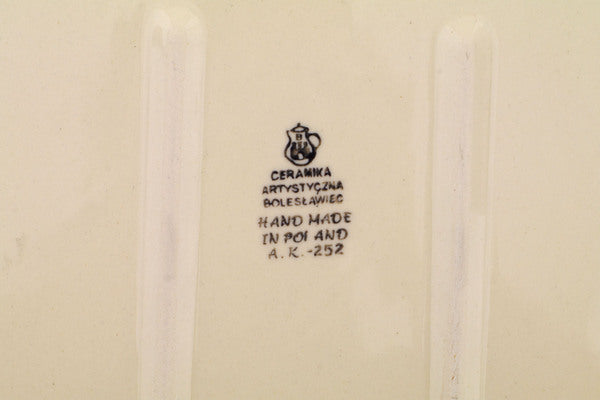 B
CERAMIKA
ARTYSTYCZNA
BOLESŁAWIEC
HAND MADE
IN POLAND
A.K.-252